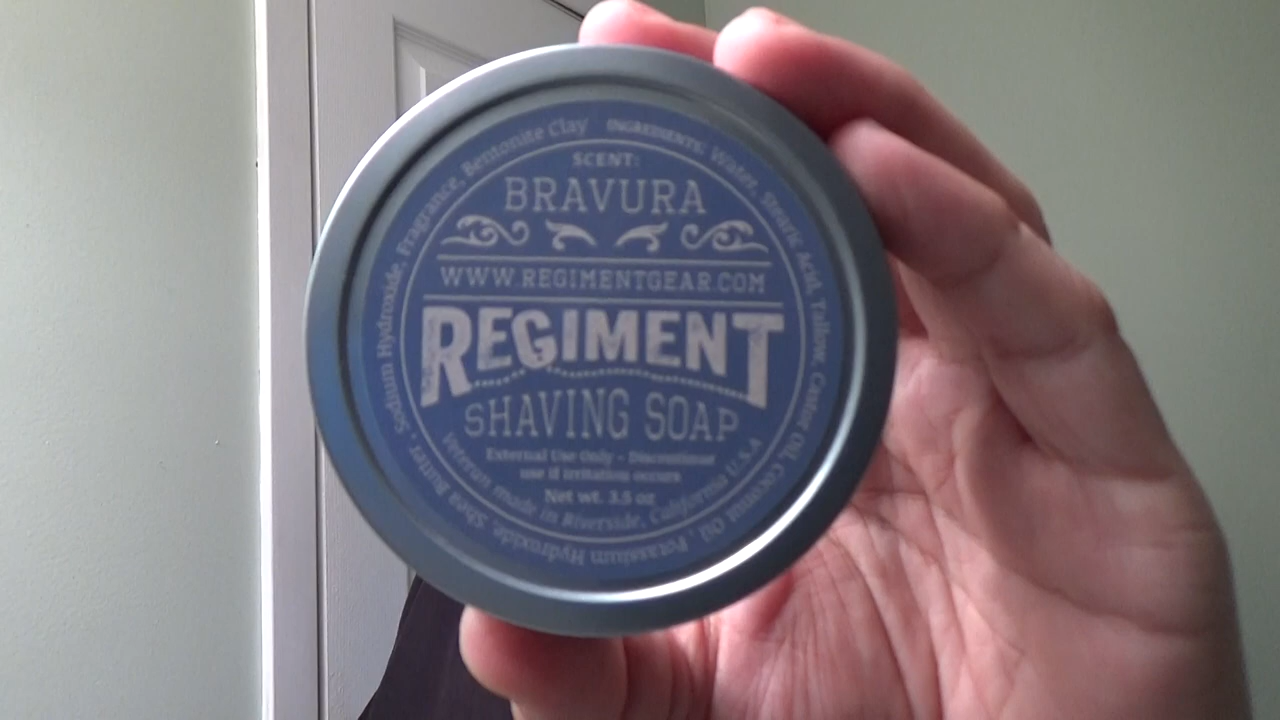 SCENT:
BRAVURA
WWW.REGIMENTGEAR.COM
REGIMENT
SHAVING SOAP
External Use Only - Discontinue
use if irritation occurs
Net wt. 3.5 oz
Veteran made in Riverside, California U.S.A
INGREDIENTS: Water, Stearic Acid, Tallow, Castor Oil, Coconut Oil, Potassium Hydroxide, Shea Butter, Sodium Hydroxide, Fragrance, Bentonite Clay